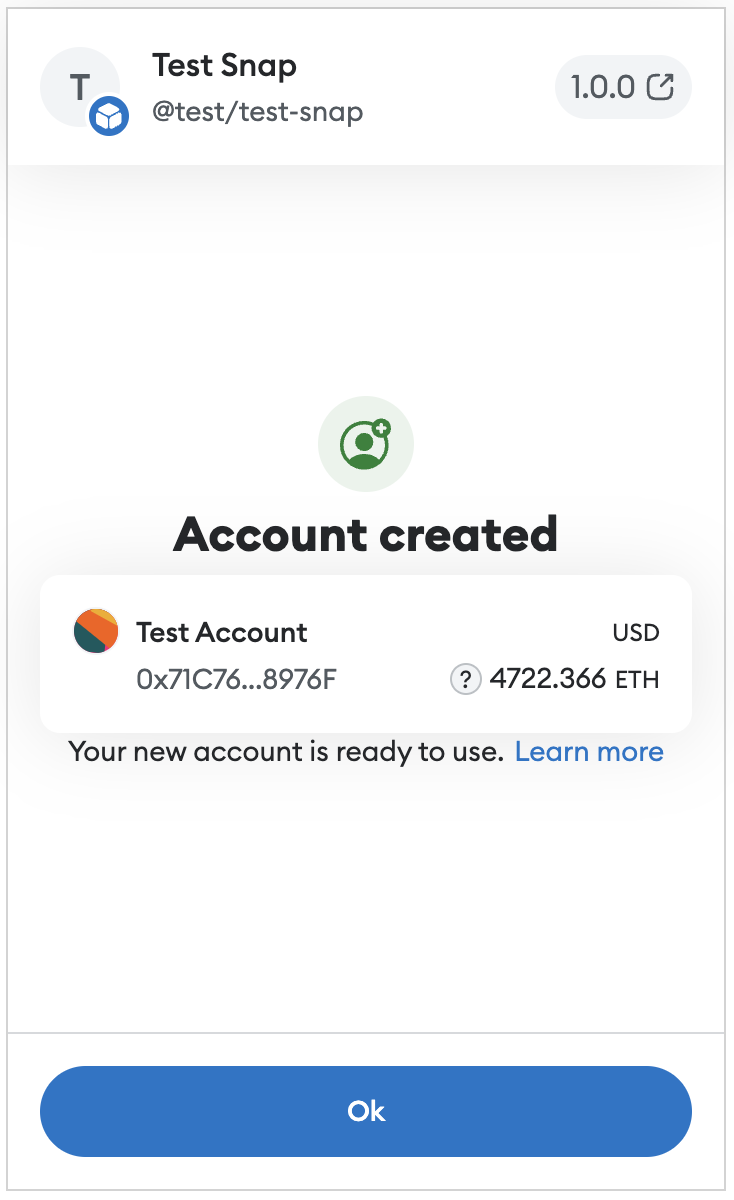 T
Test Snap
@test/test-snap
1.0.0
Account created
Test Account
USD
0x71C76...8976F
? 4722.366 ETH
Your new account is ready to use. Learn more
Ok